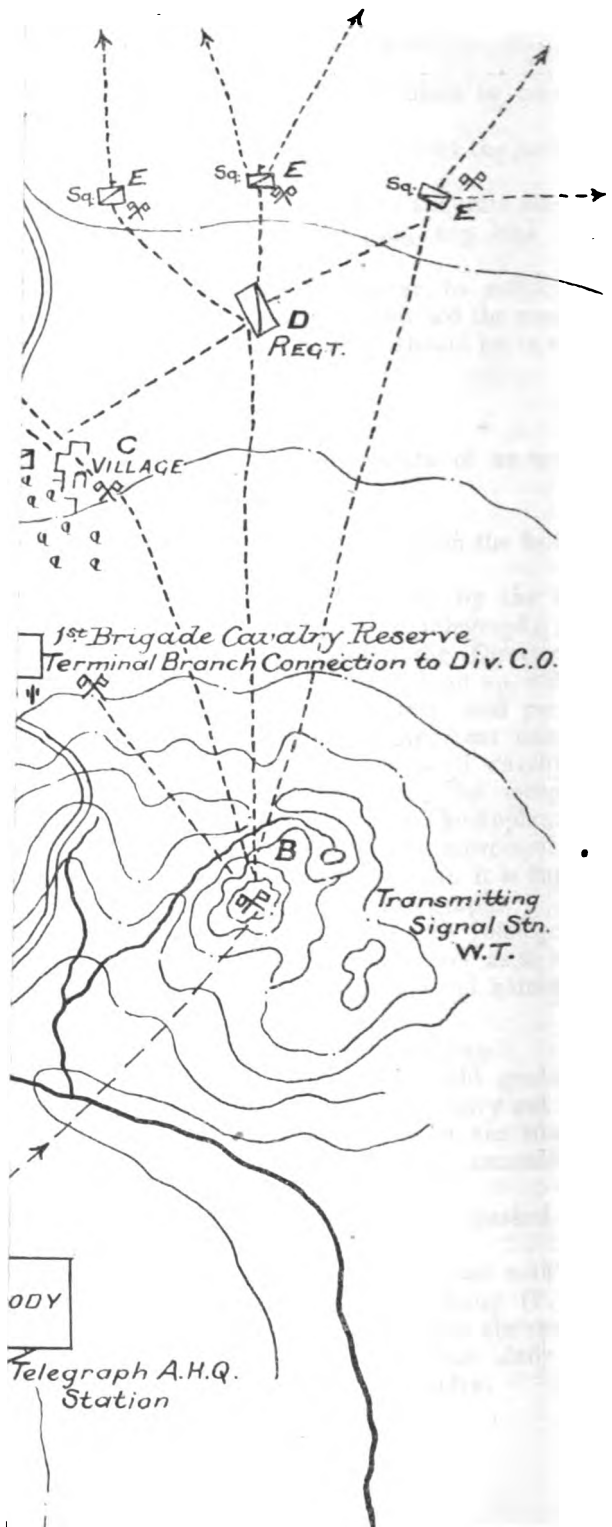 Sq: E
Sq: E
Sq: E
D
REGT.
C
VILLAGE
1st Brigade Cavalry Reserve
Terminal Branch Connection to Div. C.O.
B
Transmitting
Signal Stn.
W.T.
ODY
Telegraph A.H.Q.
Station